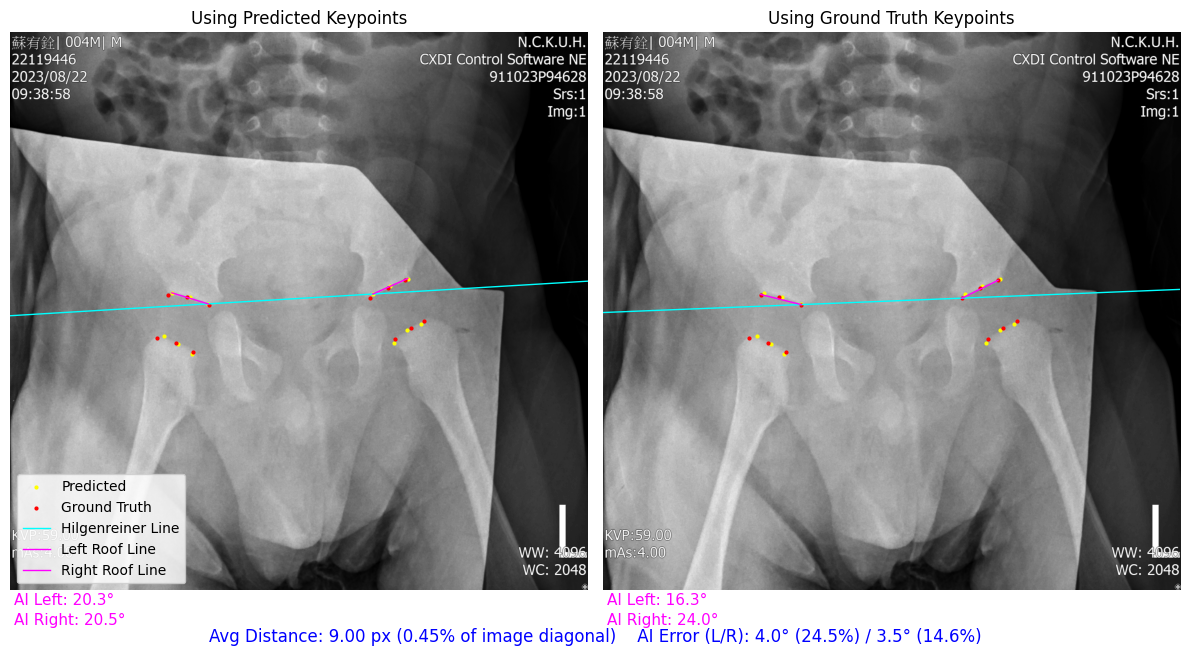 Using Predicted Keypoints
蘇宥銓| 004M| M
22119446
2023/08/22
09:38:58
N.C.K.U.H.
CXDI Control Software NE
911023P94628
Srs:1
Img:1
Predicted
Ground Truth
Hilgenreiner Line
Left Roof Line
Right Roof Line
WW: 4096
WC: 2048
AI Left: 20.3°
AI Right: 20.5°
Using Ground Truth Keypoints
蘇宥銓| 004M| M
22119446
2023/08/22
09:38:58
N.C.K.U.H.
CXDI Control Software NE
911023P94628
Srs:1
Img:1
KVP:59.00
mAs:4.00
WW: 4096
WC: 2048
AI Left: 16.3°
AI Right: 24.0°
Avg Distance: 9.00 px (0.45% of image diagonal) AI Error (L/R): 4.0° (24.5%) / 3.5° (14.6%)